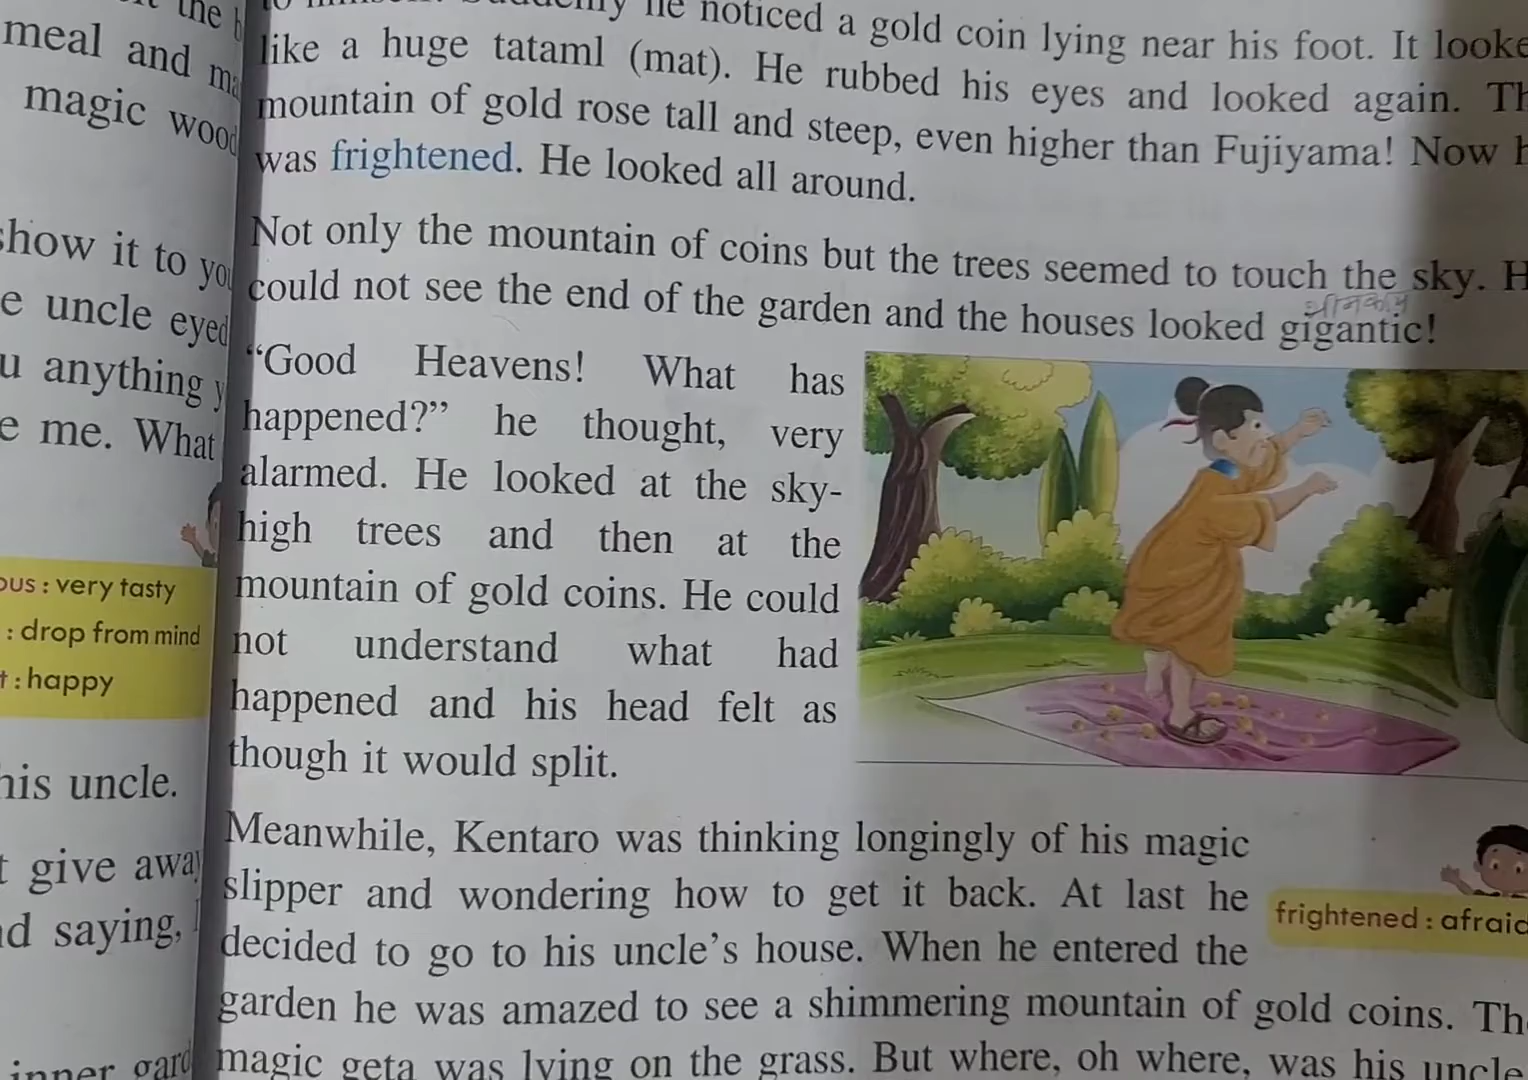 the
meal and
magic wood
show it to you
e uncle eyed
u anything y
e me. What
ous : very tasty
: drop from mind
t : happy
his uncle.
t give away
d saying, I
inner gard
he noticed a gold coin lying near his foot. It looke
like a huge tataml (mat). He rubbed his eyes and looked again. Th
mountain of gold rose tall and steep, even higher than Fujiyama! Now h
was frightened. He looked all around.
Not only the mountain of coins but the trees seemed to touch the sky. H
could not see the end of the garden and the houses looked gigantic!
“Good Heavens! What has
happened?” he thought, very
alarmed. He looked at the sky-
high trees and then at the
mountain of gold coins. He could
not understand what had
happened and his head felt as
though it would split.
Meanwhile, Kentaro was thinking longingly of his magic
slipper and wondering how to get it back. At last he
decided to go to his uncle’s house. When he entered the
garden he was amazed to see a shimmering mountain of gold coins. The
magic geta was lying on the grass. But where, oh where, was his uncle
frightened : afraid